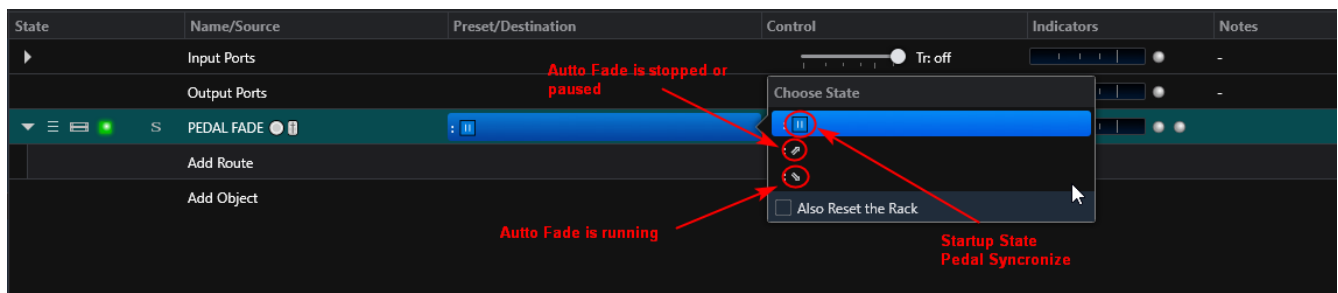 State Name/Source Preset/Destination Control Indicators Notes
Input Ports Tr: off -
Autto Fade is stopped or
paused
Output Ports Choose State -
S PEDAL FADE :
:
Add Route :
:
Add Object
Also Reset the Rack
Autto Fade is running
Startup State
Pedal Syncronize